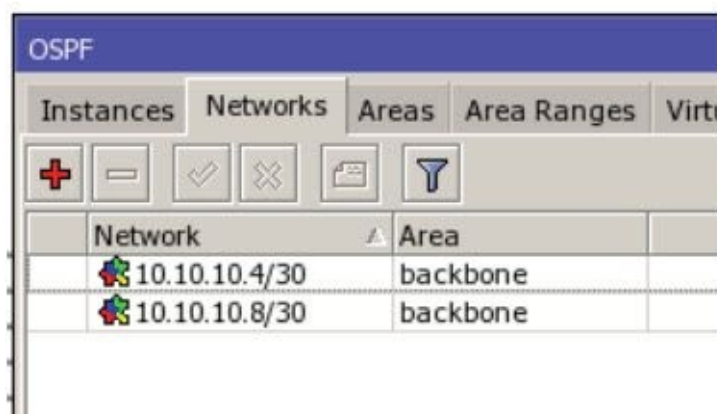 OSPF
Instances Networks Areas Area Ranges
Network Area
10.10.10.4/30 backbone
10.10.10.8/30 backbone